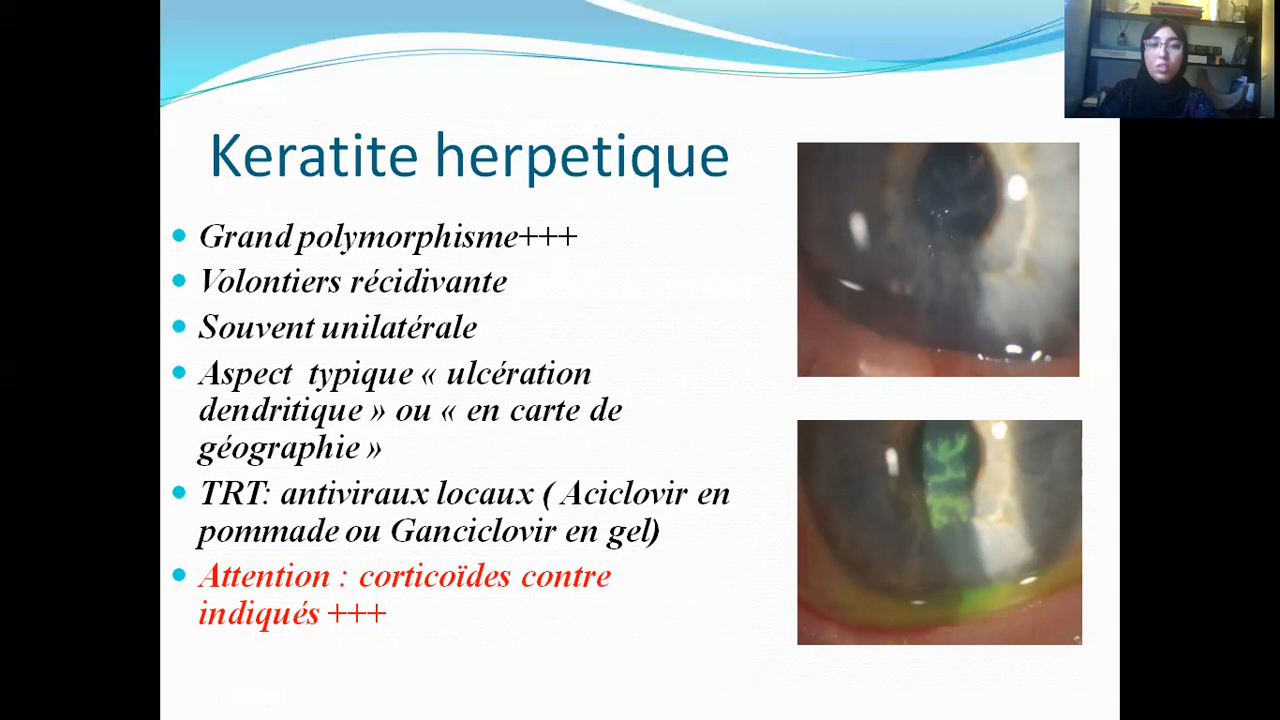 Keratite herpetique
Grand polymorphisme+++
Volontiers récidivante
Souvent unilatérale
Aspect typique « ulcération
dendritique » ou « en carte de
géographie »
TRT: antiviraux locaux ( Aciclovir en
pommade ou Ganciclovir en gel)
Attention : corticoïdes contre
indiqués +++